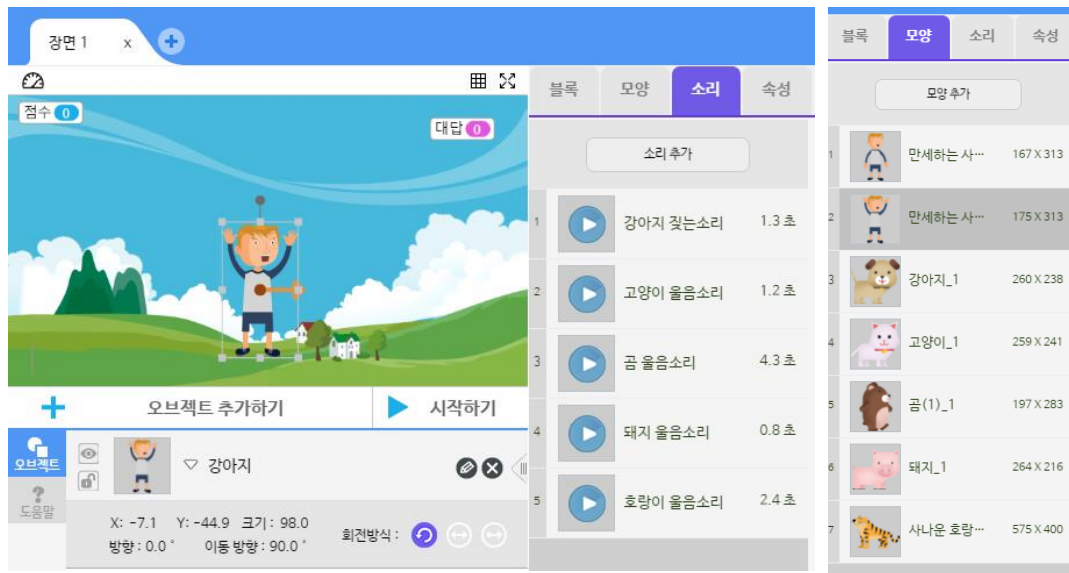 장면 1 x
점수 0
대답 0
오브젝트 추가하기
시작하기
오브젝트
?
도움말
강아지
X: -7.1 Y: -44.9 크기: 98.0
방향: 0.0° 이동 방향: 90.0°
회전방식:
블록 모양 소리 속성
소리 추가
1 강아지 짖는소리 1.3 초
2 고양이 울음소리 1.2 초
3 곰 울음소리 4.3 초
4 돼지 울음소리 0.8 초
5 호랑이 울음소리 2.4 초
블록 모양 소리 속성
모양 추가
1 만세하는 사… 167 X 313
2 만세하는 사… 175 X 313
3 강아지_1 260 X 238
4 고양이_1 259 X 241
5 곰(1)_1 197 X 283
6 돼지_1 264 X 216
7 사나운 호랑… 575 X 400